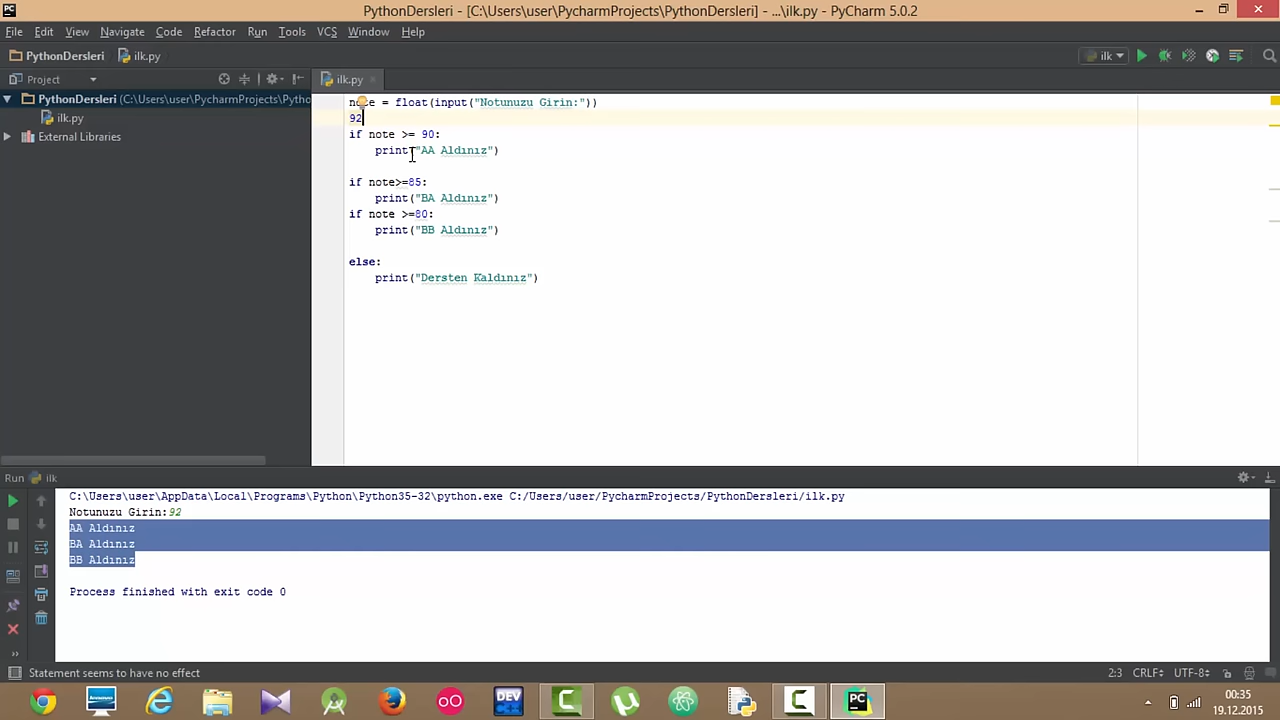 PythonDersleri - [C:\Users\user\PycharmProjects\PythonDersleri] - ...\ilk.py - PyCharm 5.0.2
File Edit View Navigate Code Refactor Run Tools VCS Window Help
PythonDersleri ilk.py ilk
Project ilk.py
PythonDersleri (C:\Users\user\PycharmProjects\Pytho
ilk.py
External Libraries
note = float(input("Notunuzu Girin:"))
92
if note >= 90:
print("AA Aldınız")
if note>=85:
print("BA Aldınız")
if note >=80:
print("BB Aldınız")
else:
print("Dersten Kaldınız")
Run ilk
C:\Users\user\AppData\Local\Programs\Python\Python35-32\python.exe C:/Users/user/PycharmProjects/PythonDersleri/ilk.py
Notunuzu Girin:92
AA Aldınız
BA Aldınız
BB Aldınız
Process finished with exit code 0
Statement seems to have no effect 2:3 CRLF UTF-8
DEV PC
00:35
19.12.2015